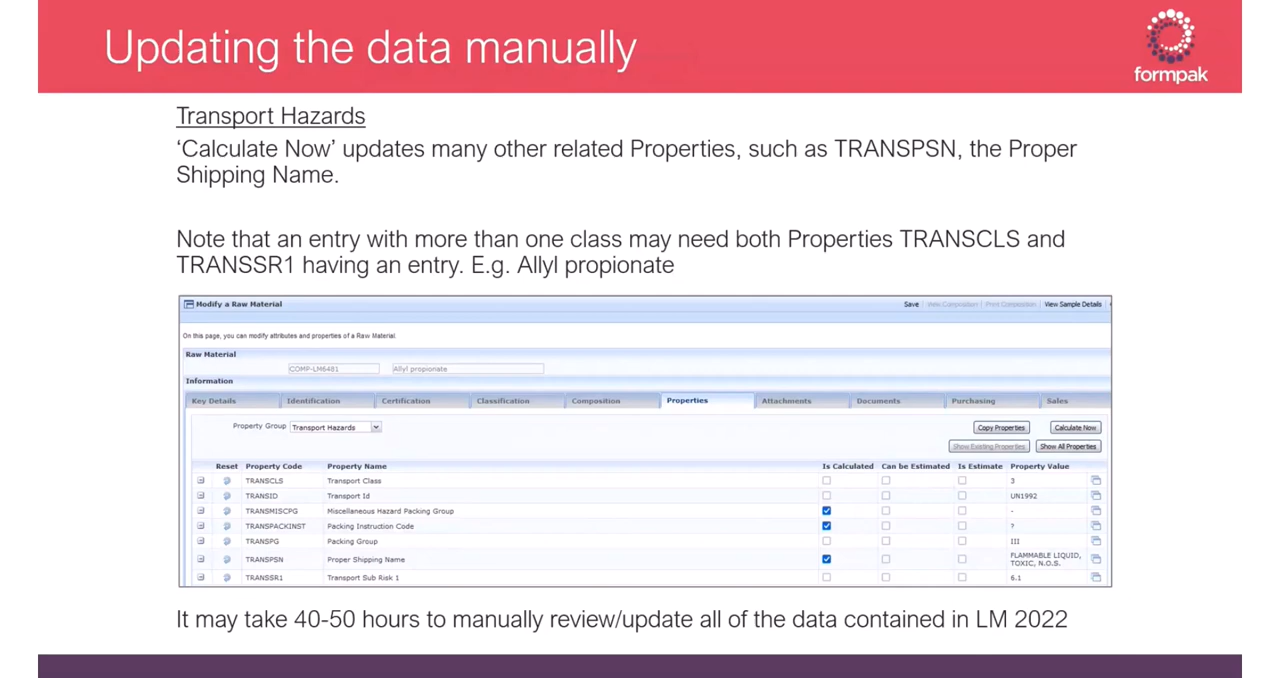 Updating the data manually
formpak
Transport Hazards
‘Calculate Now’ updates many other related Properties, such as TRANSPSN, the Proper
Shipping Name.
Note that an entry with more than one class may need both Properties TRANSCLS and
TRANSSR1 having an entry. E.g. Allyl propionate
Modify a Raw Material
Save | View Composition | Print Composition | View Sample Details
On this page, you can modify attributes and properties of a Raw Material.
Raw Material
COMP-LM6481 Allyl propionate
Information
Key Details Identification Certification Classification Composition Properties Attachments Documents Purchasing Sales
Property Group Transport Hazards Copy Properties Calculate Now
Show Existing Properties Show All Properties
Reset Property Code Property Name Is Calculated Can be Estimated Is Estimate Property Value
TRANSCLS Transport Class 3
TRANSID Transport Id UN1992
TRANSMISCPG Miscellaneous Hazard Packing Group -
TRANSPACKINST Packing Instruction Code ?
TRANSPG Packing Group III
TRANSPSN Proper Shipping Name FLAMMABLE LIQUID,
TOXIC, N.O.S.
TRANSSR1 Transport Sub Risk 1 6.1
It may take 40-50 hours to manually review/update all of the data contained in LM 2022